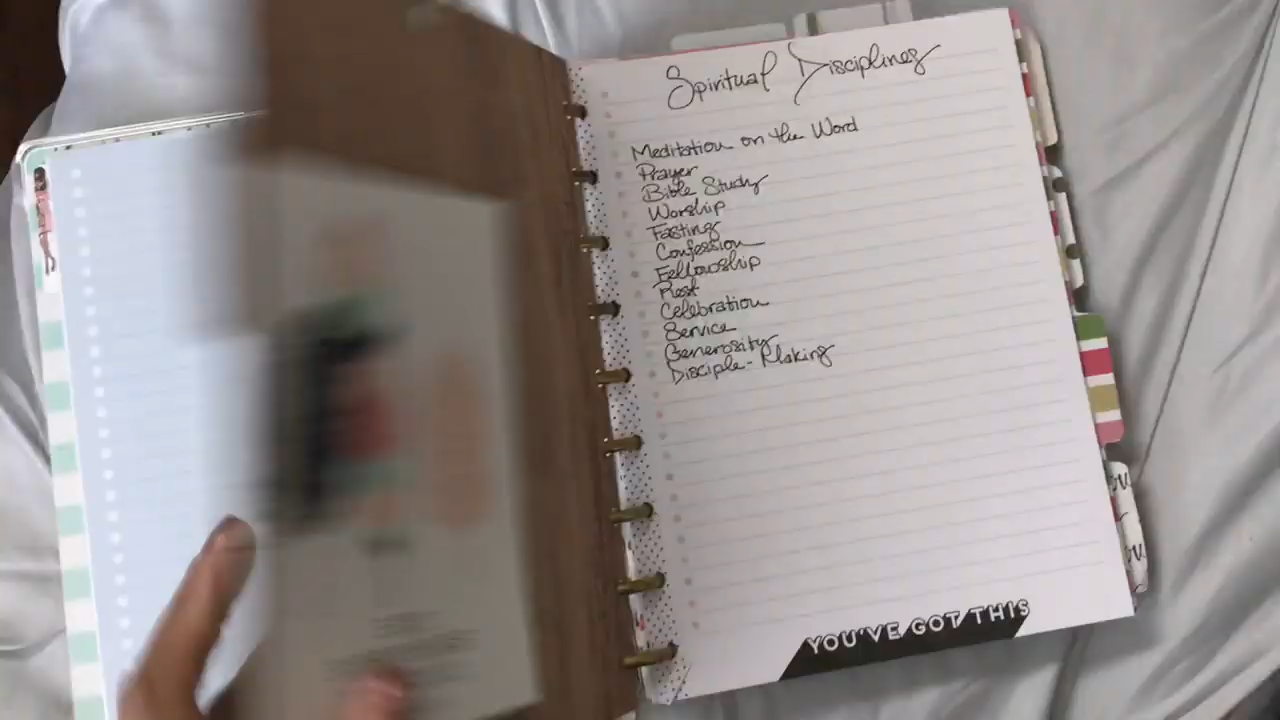 Spiritual Disciplines
Meditation on the Word
Prayer
Bible Study
Worship
Fasting
Confession
Fellowship
Rest
Celebration
Service
Generosity
Disciple-Making
YOU'VE GOT THIS